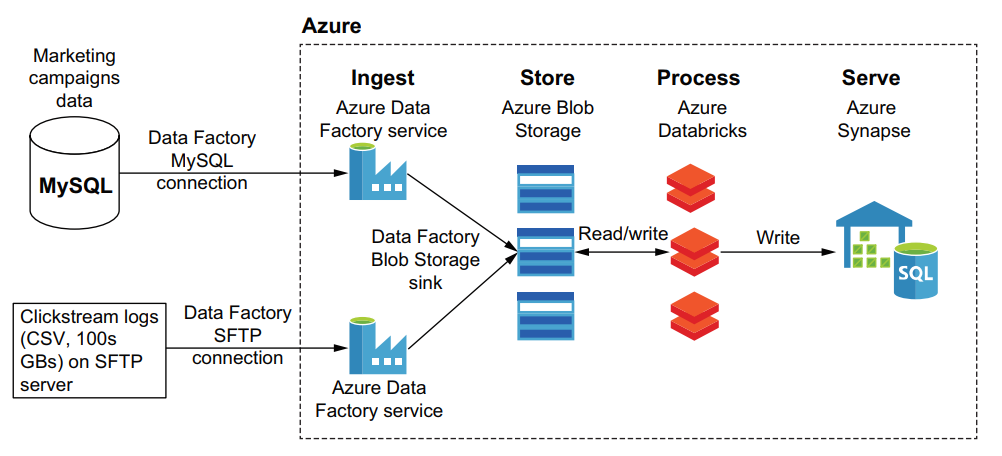 Azure
Marketing
campaigns
data
MySQL
Data Factory
MySQL
connection
Ingest
Azure Data
Factory service
Store
Azure Blob
Storage
Process
Azure
Databricks
Serve
Azure
Synapse
Data Factory
Blob Storage
sink
Read/write
Write
SQL
Clickstream logs
(CSV, 100s
GBs) on SFTP
server
Data Factory
SFTP
connection
Azure Data
Factory service